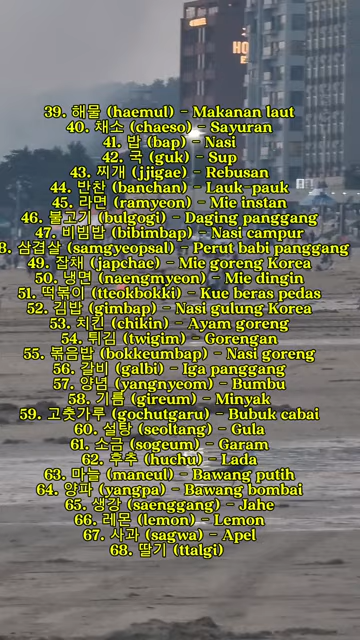 HO
39. 해물 (haemul) - Makanan laut
40. 채소 (chaeso) - Sayuran
41. 밥 (bap) - Nasi
42. 국 (guk) - Sup
43. 찌개 (jjigae) - Rebusan
44. 반찬 (banchan) - Lauk-pauk
45. 라면 (ramyeon) - Mie instan
46. 불고기 (bulgogi) - Daging panggang
47. 비빔밥 (bibimbap) - Nasi campur
8. 삼겹살 (samgyeopsal) - Perut babi panggang
49. 잡채 (japchae) - Mie goreng Korea
50. 냉면 (naengmyeon) - Mie dingin
51. 떡볶이 (tteokbokki) - Kue beras pedas
52. 김밥 (gimbap) - Nasi gulung Korea
53. 치킨 (chikin) - Ayam goreng
54. 튀김 (twigim) - Gorengan
55. 볶음밥 (bokkeumbap) - Nasi goreng
56. 갈비 (galbi) - Iga panggang
57. 양념 (yangnyeom) - Bumbu
58. 기름 (gireum) - Minyak
59. 고춧가루 (gochutgaru) - Bubuk cabai
60. 설탕 (seoltang) - Gula
61. 소금 (sogeum) - Garam
62. 후추 (huchu) - Lada
63. 마늘 (maneul) - Bawang putih
64. 양파 (yangpa) - Bawang bombai
65. 생강 (saenggang) - Jahe
66. 레몬 (lemon) - Lemon
67. 사과 (sagwa) - Apel
68. 딸기 (ttalgi)